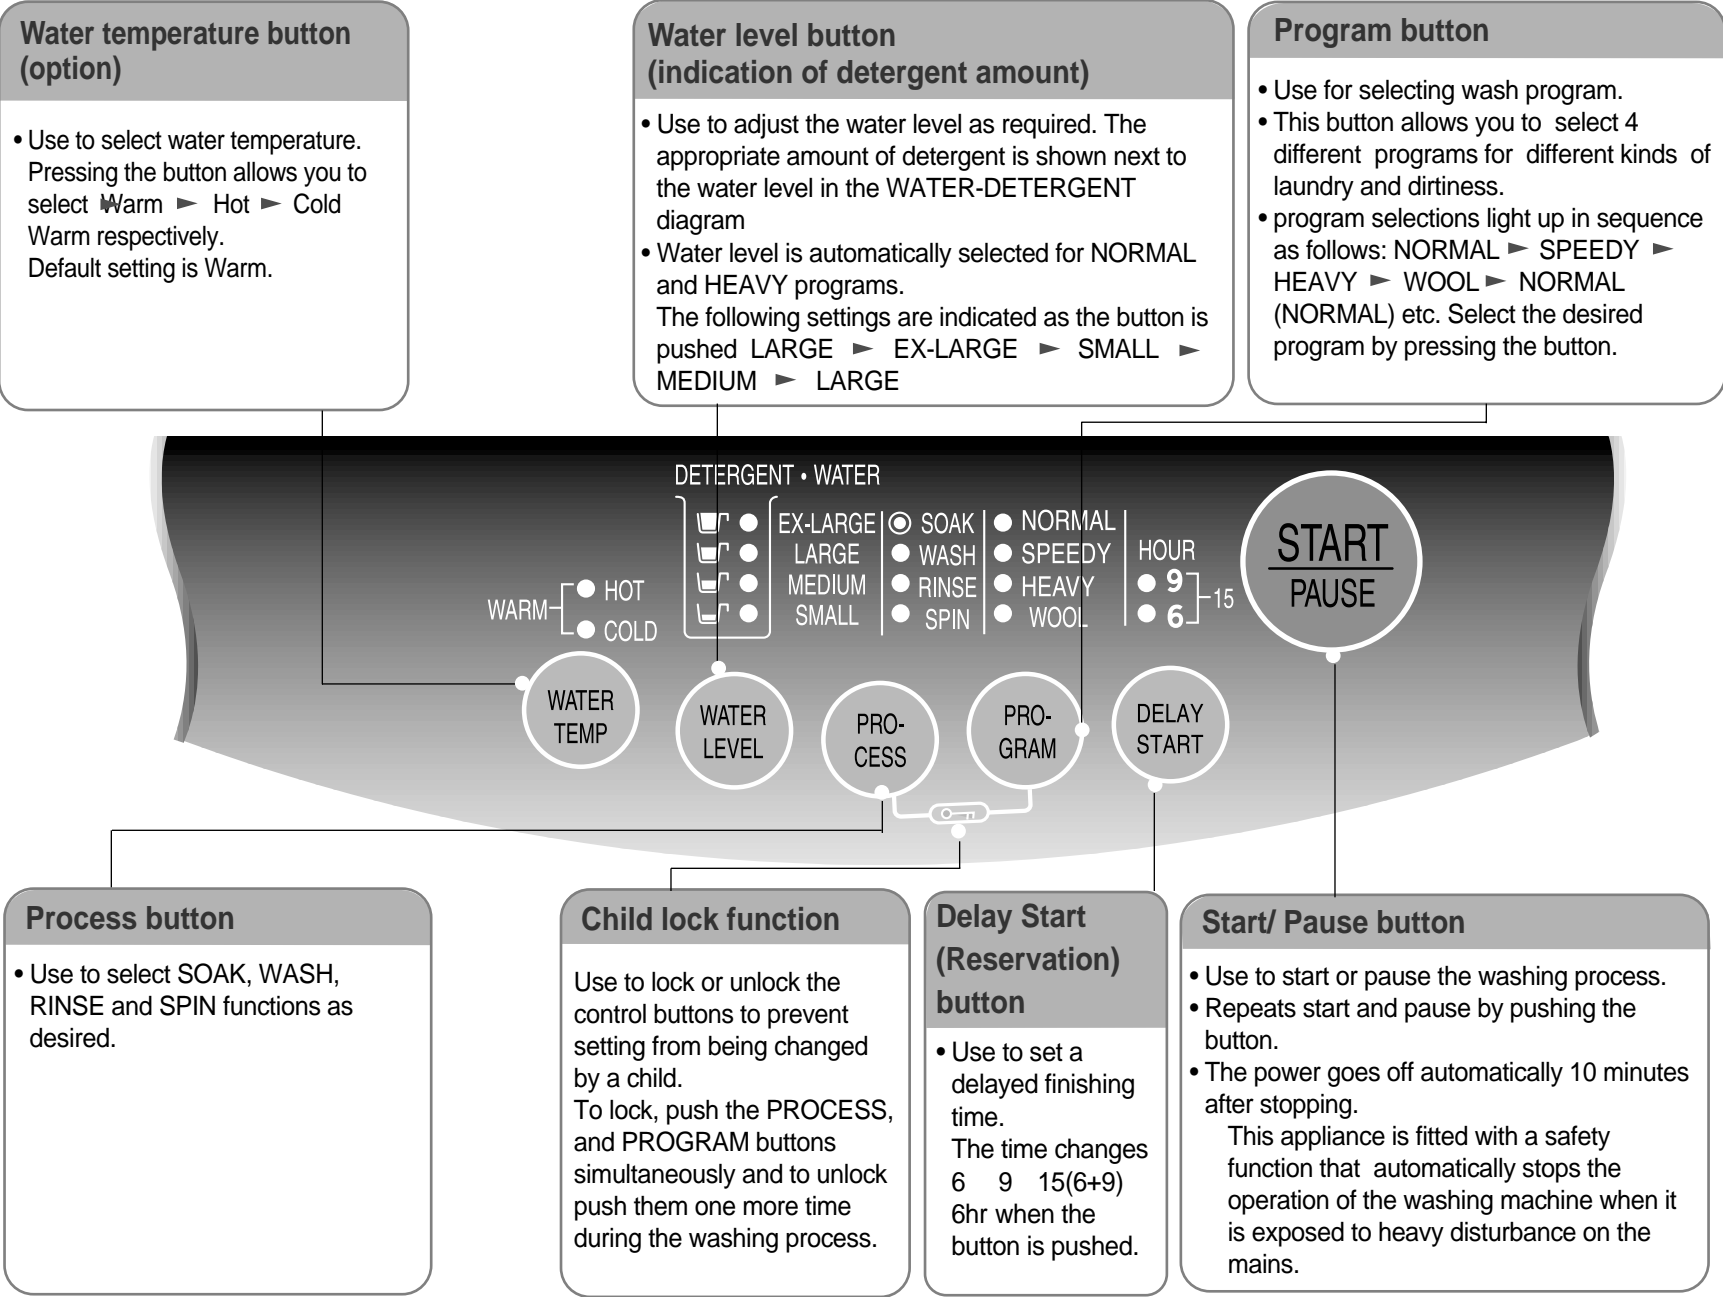 Water temperature button
(option)
• Use to select water temperature.
Pressing the button allows you to
select Warm ► Hot ► Cold ►
Warm respectively.
Default setting is Warm.
Water level button
(indication of detergent amount)
• Use to adjust the water level as required. The
appropriate amount of detergent is shown next to
the water level in the WATER-DETERGENT
diagram
• Water level is automatically selected for NORMAL
and HEAVY programs.
The following settings are indicated as the button is
pushed LARGE ► EX-LARGE ► SMALL ►
MEDIUM ► LARGE
Program button
• Use for selecting wash program.
• This button allows you to select 4
different programs for different kinds of
laundry and dirtiness.
• program selections light up in sequence
as follows: NORMAL ► SPEEDY ►
HEAVY ► WOOL ► NORMAL
(NORMAL) etc. Select the desired
program by pressing the button.
DETERGENT • WATER
EX-LARGE
LARGE
MEDIUM
SMALL
SOAK
WASH
RINSE
SPIN
NORMAL
SPEEDY
HEAVY
WOOL
HOUR
9
6
15
WARM
HOT
COLD
START
PAUSE
WATER
TEMP
WATER
LEVEL
PRO-
CESS
PRO-
GRAM
DELAY
START
Process button
• Use to select SOAK, WASH,
RINSE and SPIN functions as
desired.
Child lock function
Use to lock or unlock the
control buttons to prevent
setting from being changed
by a child.
To lock, push the PROCESS,
and PROGRAM buttons
simultaneously and to unlock
push them one more time
during the washing process.
Delay Start
(Reservation)
button
• Use to set a
delayed finishing
time.
The time changes
6 9 15(6+9)
6hr when the
button is pushed.
Start/ Pause button
• Use to start or pause the washing process.
• Repeats start and pause by pushing the
button.
• The power goes off automatically 10 minutes
after stopping.
This appliance is fitted with a safety
function that automatically stops the
operation of the washing machine when it
is exposed to heavy disturbance on the
mains.